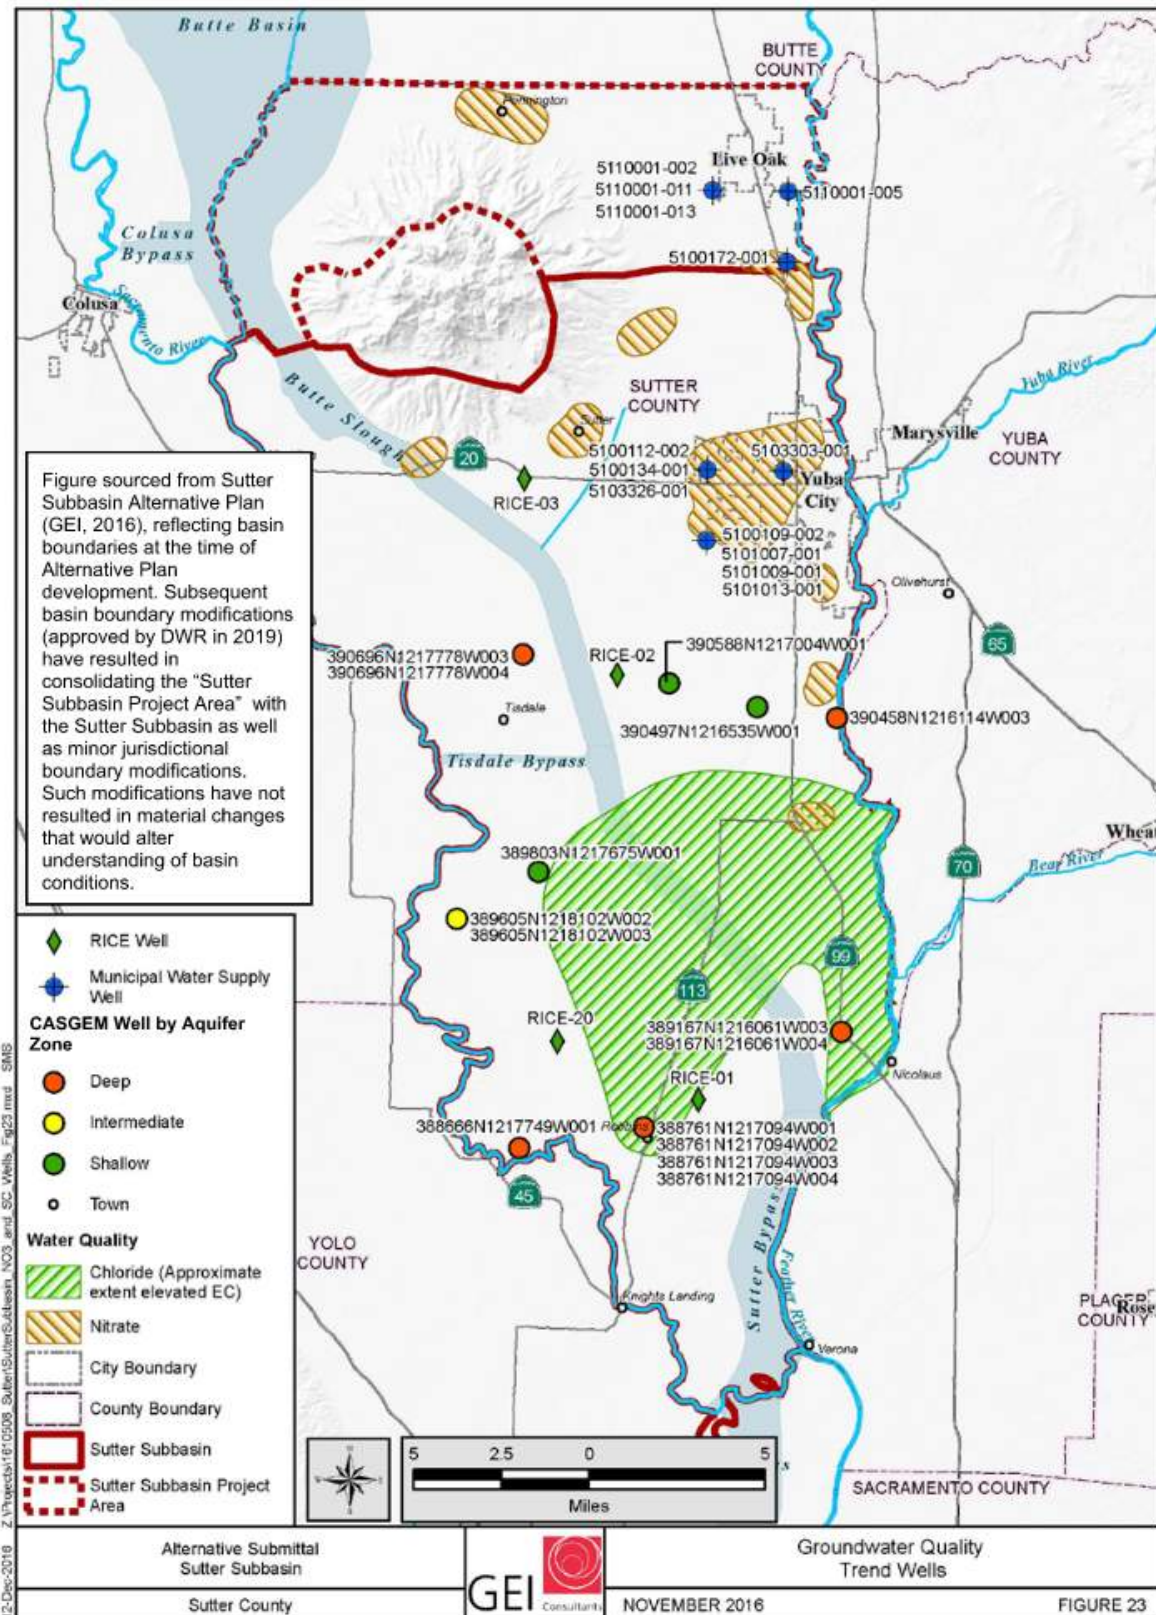 Butte Basin
BUTTE
COUNTY
Pennington
Live Oak
5110001-002
5110001-011
5110001-013
5110001-005
Colusa
Bypass
5100172-001
Colusa
Sacramento River
Butte Slough
SUTTER
COUNTY
Yuba River
Sutter
Marysville
YUBA
COUNTY
20
5100112-002
5100134-001
5103326-001
5103303-001
Yuba
City
RICE-03
5100109-002
5101007-001
5101009-001
5101013-001
Olivehurst
65
Figure sourced from Sutter
Subbasin Alternative Plan
(GEI, 2016), reflecting basin
boundaries at the time of
Alternative Plan
development. Subsequent
basin boundary modifications
(approved by DWR in 2019)
have resulted in
consolidating the “Sutter
Subbasin Project Area” with
the Sutter Subbasin as well
as minor jurisdictional
boundary modifications.
Such modifications have not
resulted in material changes
that would alter
understanding of basin
conditions.
390696N1217778W003
390696N1217778W004
RICE-02
390588N1217004W001
Tisdale
390497N1216535W001
390458N1216114W003
Tisdale Bypass
Wheat
70
Bear River
389803N1217675W001
389605N1218102W002
389605N1218102W003
99
113
RICE-20
389167N1216061W003
389167N1216061W004
Nicolaus
RICE-01
388666N1217749W001
Robbins
388761N1217094W001
388761N1217094W002
388761N1217094W003
388761N1217094W004
45
YOLO
COUNTY
Sutter Bypass
Feather River
Knights Landing
Verona
PLACER
COUNTY
Rose
SACRAMENTO COUNTY
RICE Well
Municipal Water Supply
Well
CASGEM Well by Aquifer
Zone
Deep
Intermediate
Shallow
Town
Water Quality
Chloride (Approximate
extent elevated EC)
Nitrate
City Boundary
County Boundary
Sutter Subbasin
Sutter Subbasin Project
Area
5 2.5 0 5
Miles
s
12-Dec-2016 Z:\Projects\1610508_Sutter\SutterSubbasin_NO3_and_SC_Wells_Fig23.mxd SMS
Alternative Submittal
Sutter Subbasin
Sutter County
GEI Consultants
Groundwater Quality
Trend Wells
NOVEMBER 2016
FIGURE 23